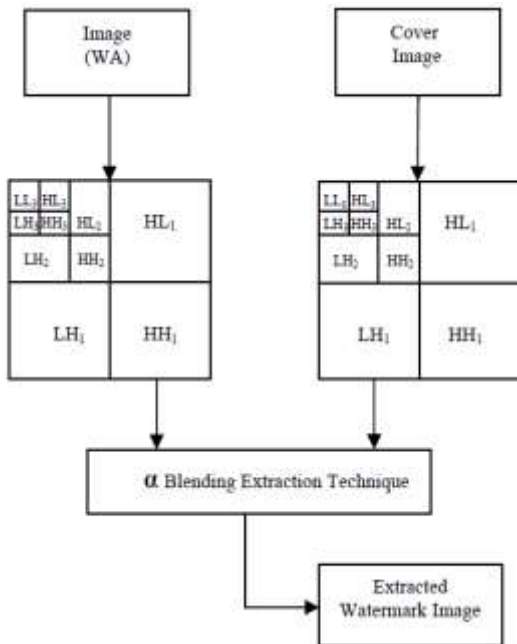 Image
(WA)
Cover
Image
LL₃ HL₃
LH₃ HH₃ HL₂
HL₁
LH₂ HH₂
LH₁ HH₁
LL₃ HL₃
LH₃ HH₃ HL₂
HL₁
LH₂ HH₂
LH₁ HH₁
α Blending Extraction Technique
Extracted
Watermark Image